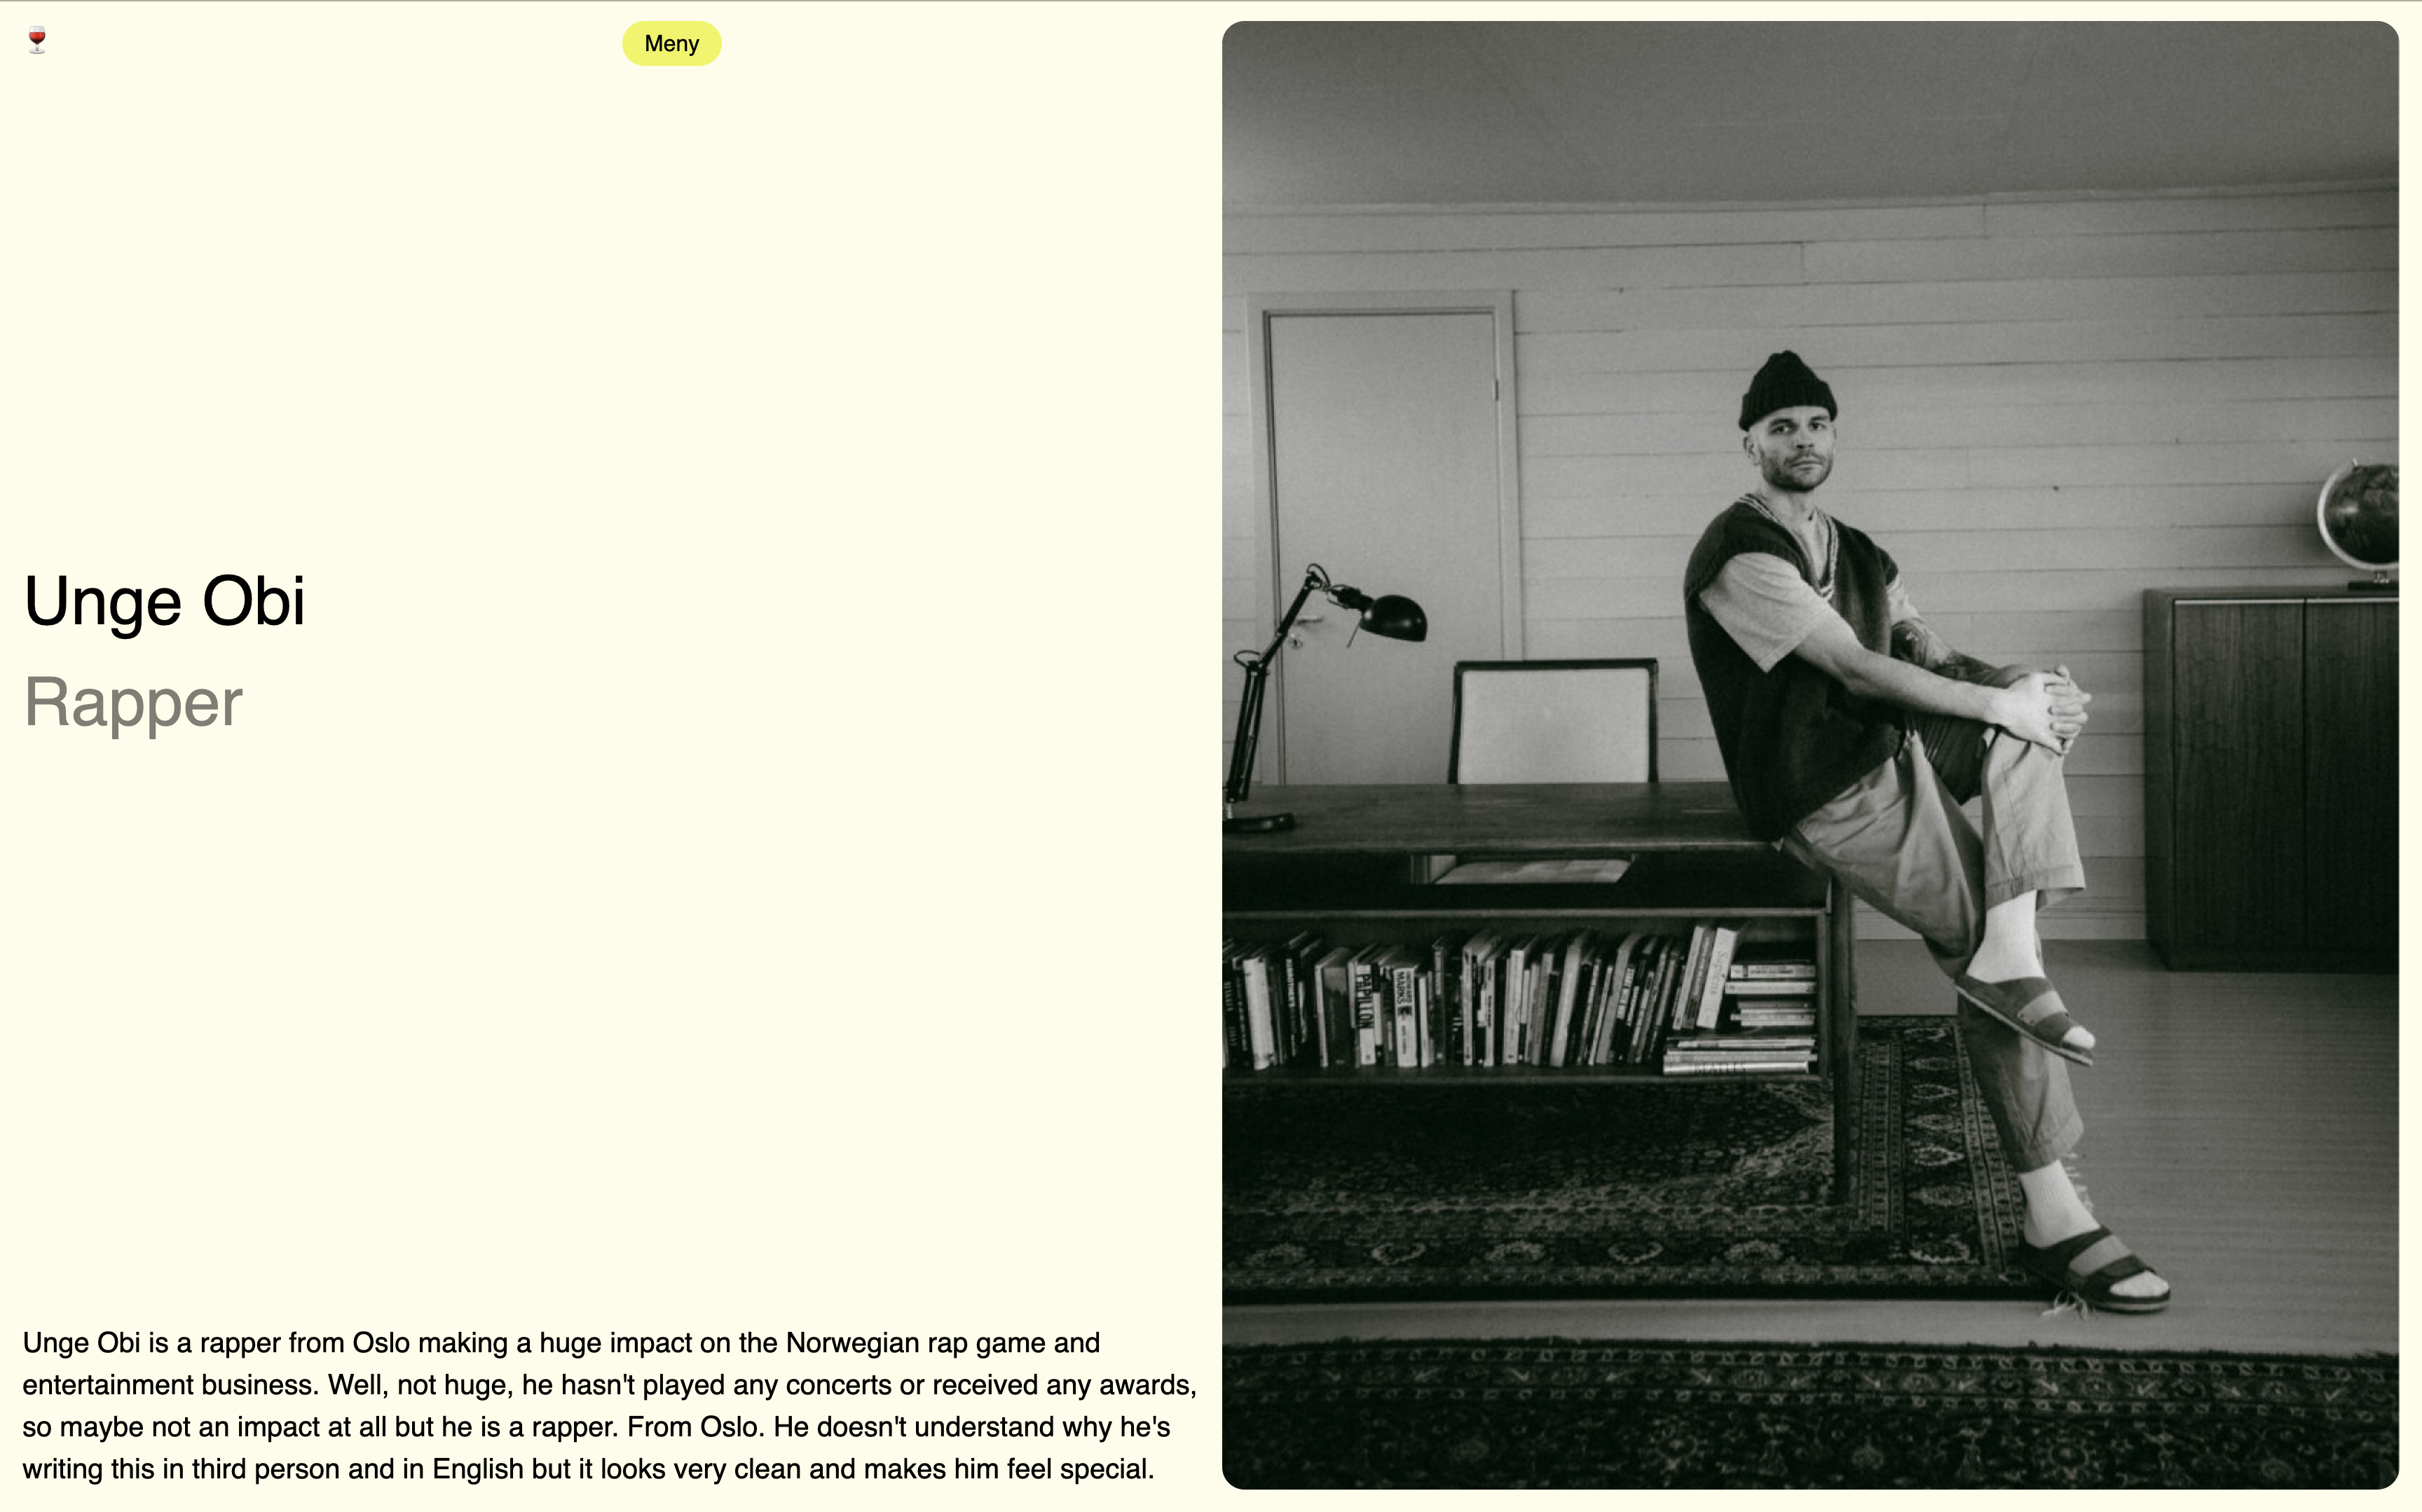 Meny
Unge Obi
Rapper
Unge Obi is a rapper from Oslo making a huge impact on the Norwegian rap game and
entertainment business. Well, not huge, he hasn't played any concerts or received any awards,
so maybe not an impact at all but he is a rapper. From Oslo. He doesn't understand why he's
writing this in third person and in English but it looks very clean and makes him feel special.
PAPILLON
MARKS
BEATLES